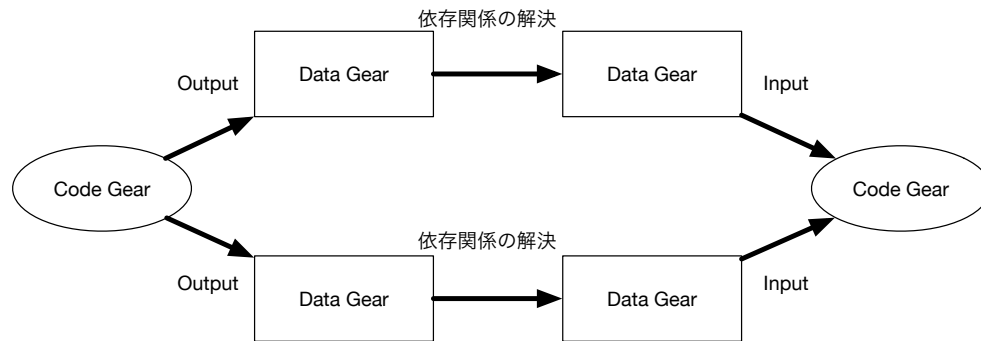 依存関係の解決
Data Gear
Data Gear
Output
Input
Code Gear
Code Gear
依存関係の解決
Output
Input
Data Gear
Data Gear